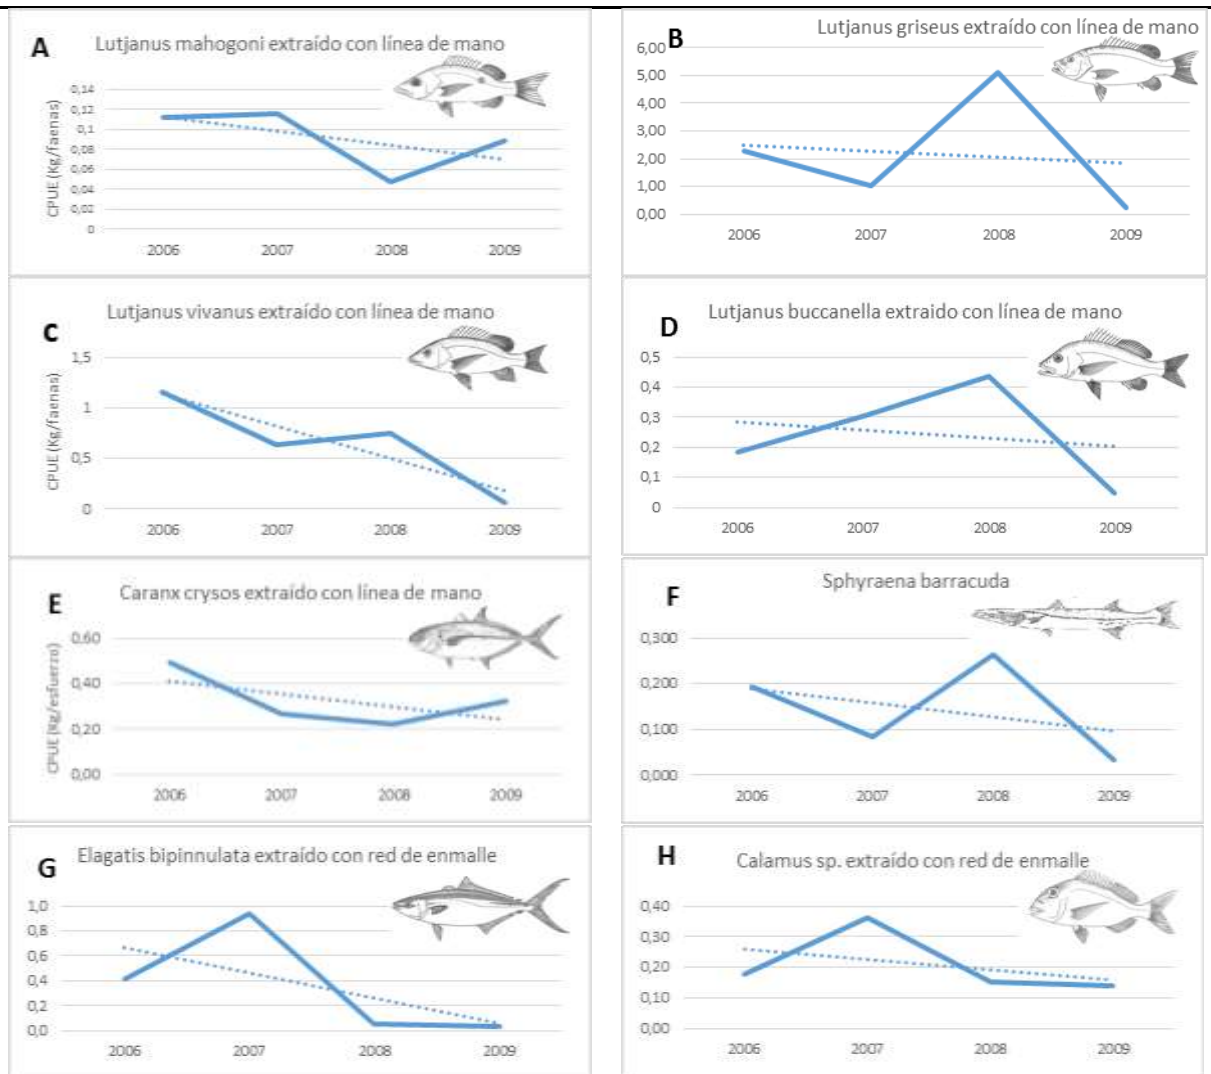 A
Lutjanus mahogoni extraído con línea de mano
CPUE (Kg/faenas)
0,14
0,12
0,1
0,08
0,06
0,04
0,02
0
2006 2007 2008 2009
B
Lutjanus griseus extraído con línea de mano
6,00
5,00
4,00
3,00
2,00
1,00
0,00
2006 2007 2008 2009
C
Lutjanus vivanus extraído con línea de mano
CPUE (Kg/faenas)
1,5
1
0,5
0
2006 2007 2008 2009
D
Lutjanus buccanella extraido con línea de mano
0,5
0,4
0,3
0,2
0,1
0
2006 2007 2008 2009
E
Caranx crysos extraído con línea de mano
CPUE (Kg/esfuerzo)
0,60
0,40
0,20
0,00
2006 2007 2008 2009
F
Sphyraena barracuda
0,300
0,200
0,100
0,000
2006 2007 2008 2009
G
Elagatis bipinnulata extraído con red de enmalle
1,0
0,8
0,6
0,4
0,2
0,0
2006 2007 2008 2009
H
Calamus sp. extraído con red de enmalle
0,40
0,30
0,20
0,10
0,00
2006 2007 2008 2009